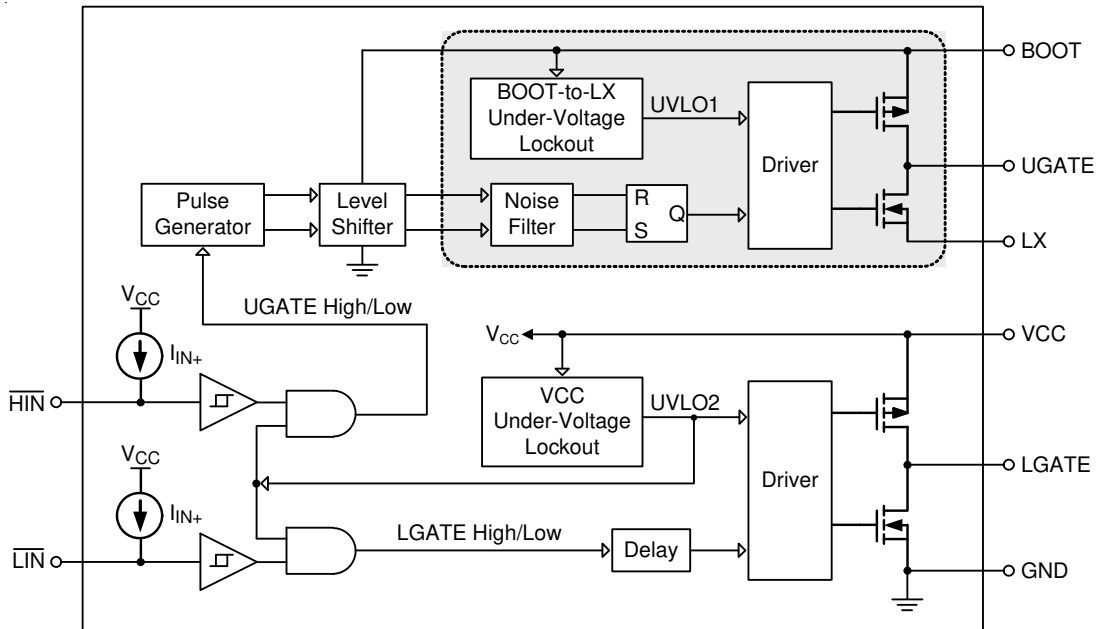 BOOT
BOOT-to-LX
Under-Voltage
Lockout
UVLO1
Driver
UGATE
Pulse
Generator
Level
Shifter
Noise
Filter
R
S
Q
LX
UGATE High/Low
VCC
IIN+
HIN
VCC
VCC
VCC
Under-Voltage
Lockout
UVLO2
Driver
LGATE
VCC
IIN+
LIN
LGATE High/Low
Delay
GND